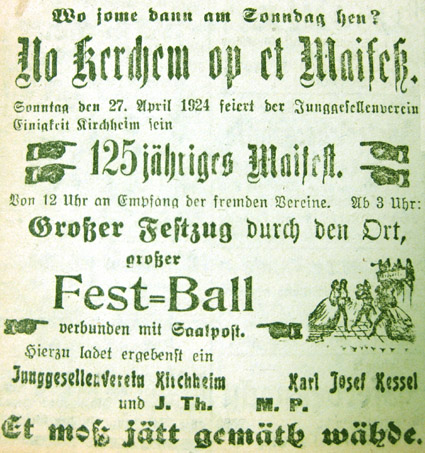 Wo jome dann am Sonndag hen?
No Kerchem op et Maifeß.
Sonntag den 27. April 1924 feiert der Junggesellenverein
Einigkeit Kirchheim sein
125jähriges Maifest.
Von 12 Uhr an Empfang der fremden Vereine. Ab 3 Uhr:
Großer Festzug durch den Ort,
großer
Fest=Ball
verbunden mit Saalpost.
Hierzu ladet ergebenst ein
Junggesellenverein Kirchheim Karl Josef Kessel
und J. Th. M. P.
Et moß jätt gemäth wähde.